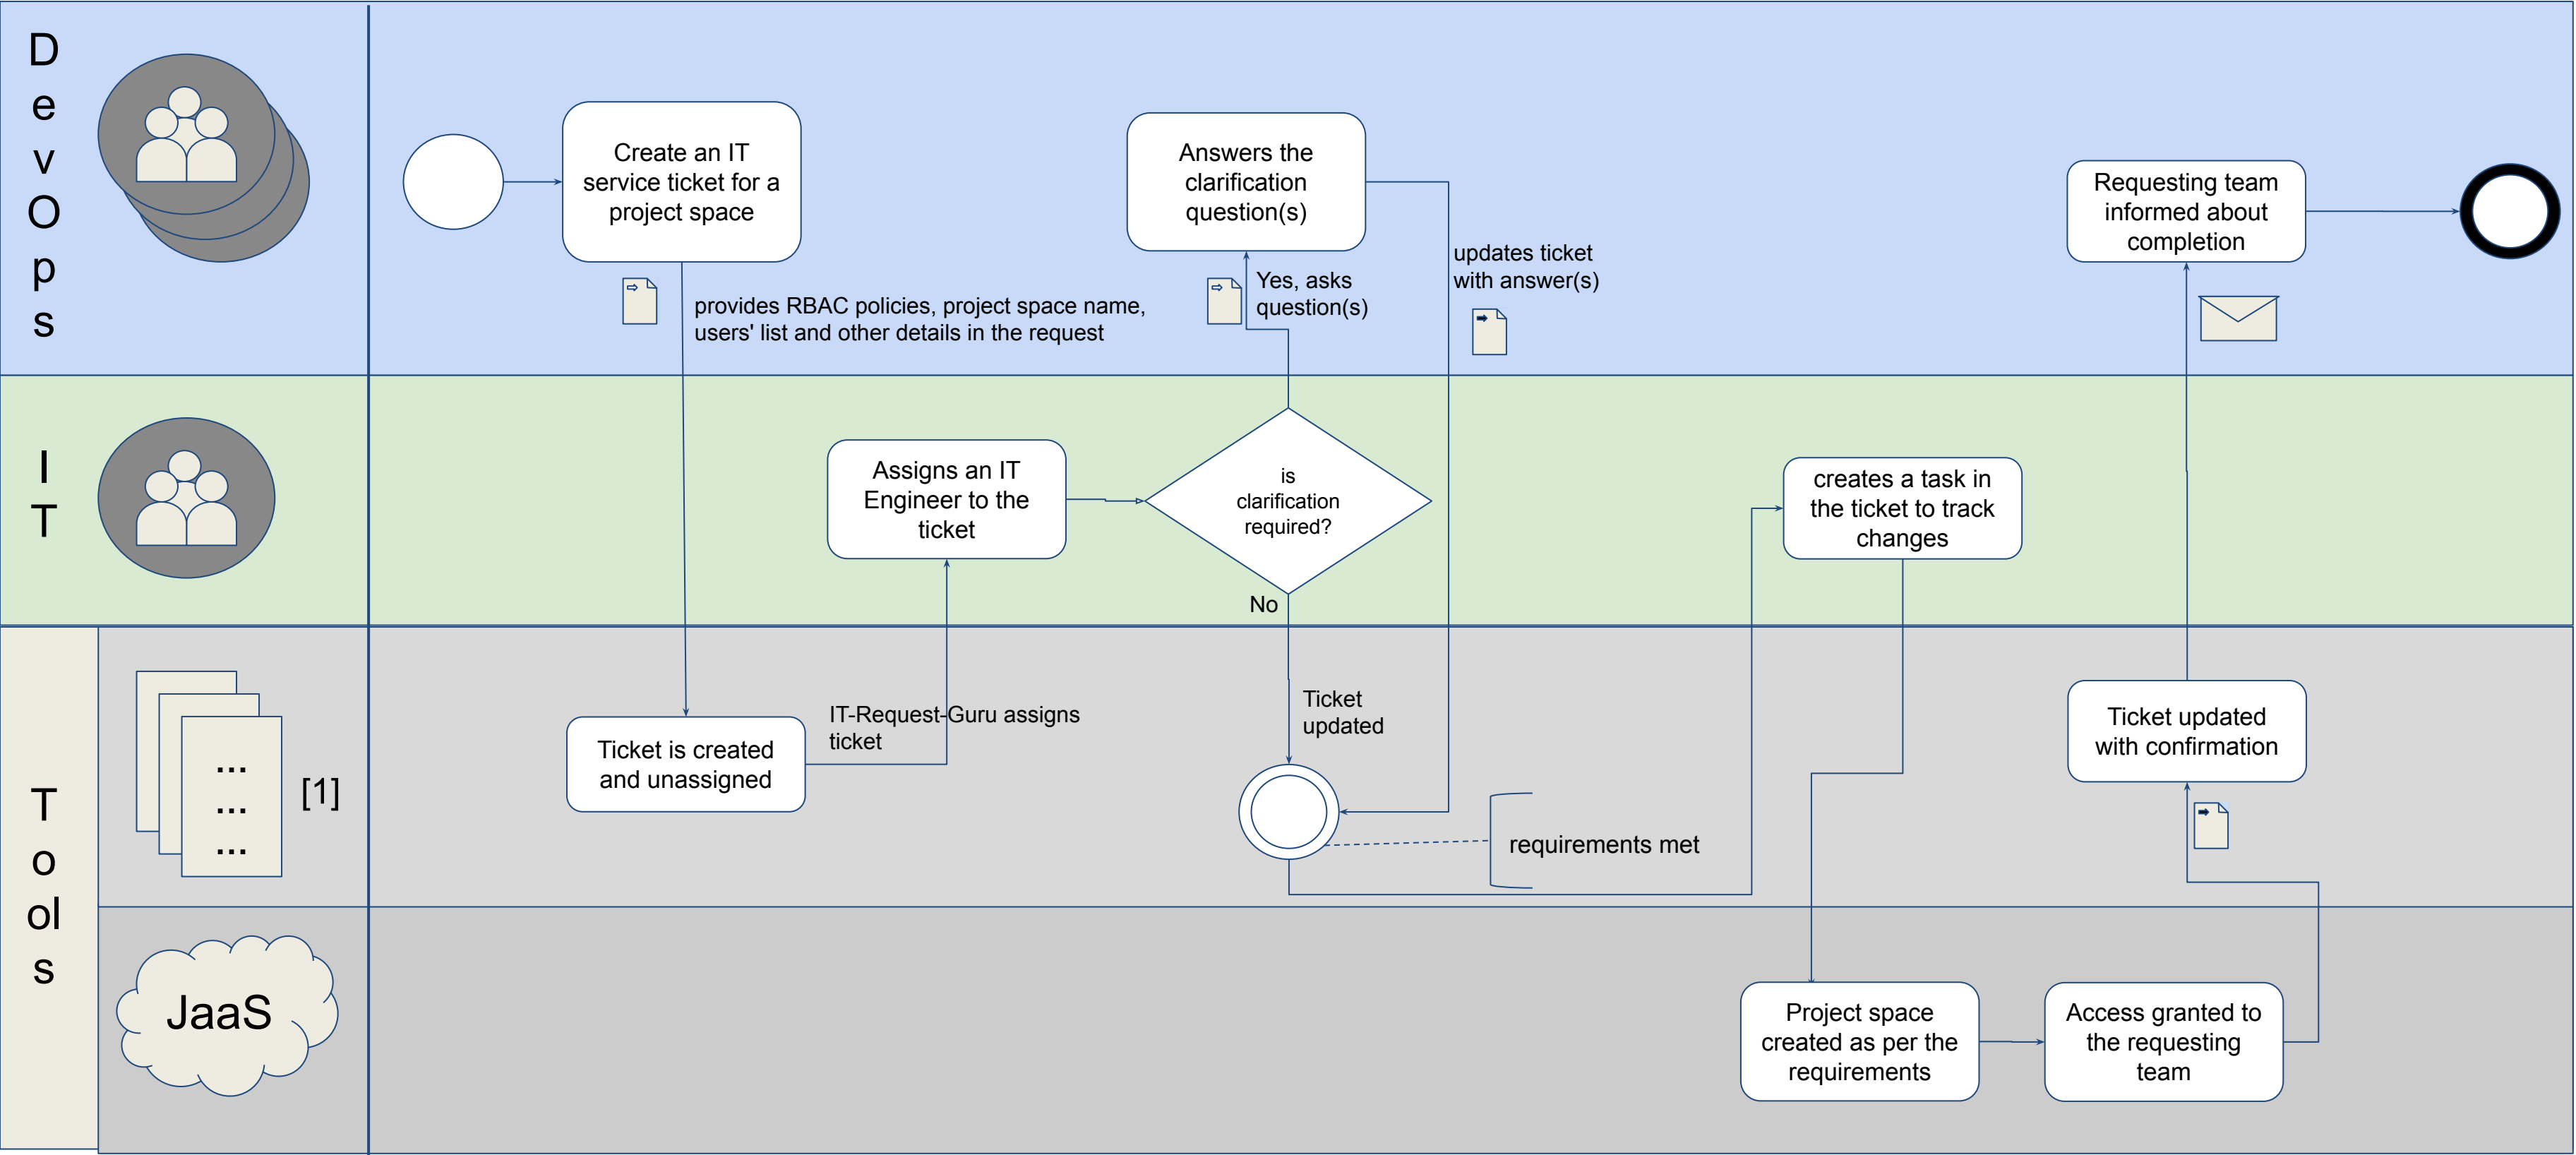 DevOps
Create an IT
service ticket for a
project space
provides RBAC policies, project space name,
users' list and other details in the request
Answers the
clarification
question(s)
Yes, asks
question(s)
updates ticket
with answer(s)
Requesting team
informed about
completion
IT
Assigns an IT
Engineer to the
ticket
is
clarification
required?
No
creates a task in
the ticket to track
changes
Tools
...
...
...
[1]
Ticket is created
and unassigned
IT-Request-Guru assigns
ticket
Ticket
updated
requirements met
Ticket updated
with confirmation
JaaS
Project space
created as per the
requirements
Access granted to
the requesting
team